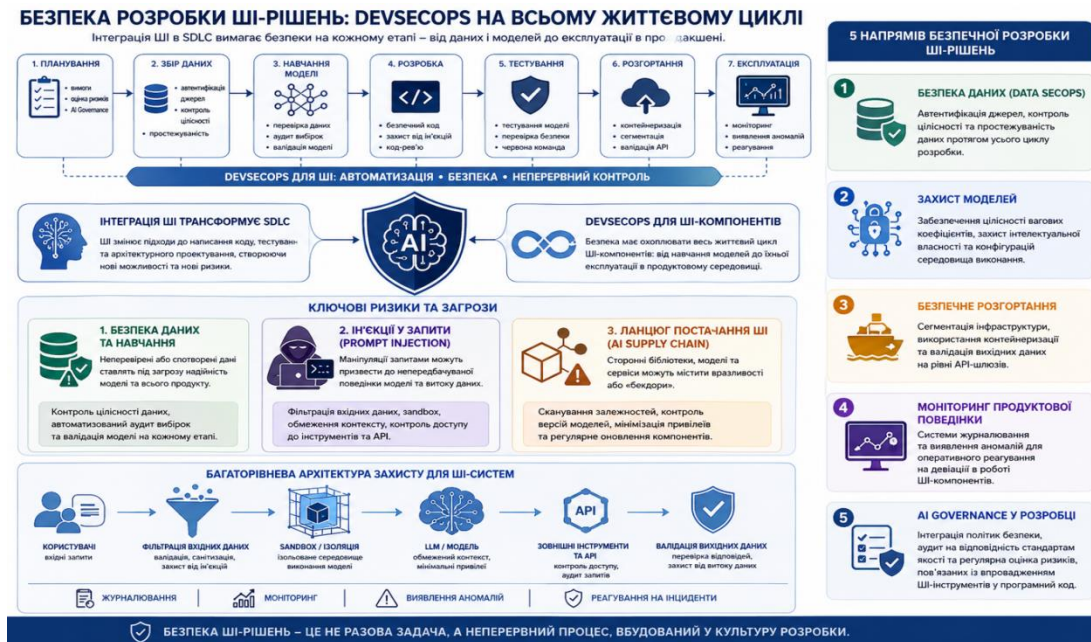 БЕЗПЕКА РОЗРОБКИ ШІ-РІШЕНЬ: DEVSECOPS НА ВСЬОМУ ЖИТТЄВОМУ ЦИКЛІ
Інтеграція ШІ в SDLC вимагає безпеки на кожному етапі – від даних і моделей до експлуатації в про дакшені.
1. ПЛАНУВАННЯ
• вимоги
• оцінка ризиків
• AI Governance
2. ЗБІР ДАНИХ
• автентифікація
джерел
• контроль
цілісності
• простежуваність
3. НАВЧАННЯ
МОДЕЛІ
• перевірка даних
• аудит вибірок
• валідація моделі
4. РОЗРОБКА
</>
• безпечний код
• захист від ін'єкцій
• код-рев'ю
5. ТЕСТУВАННЯ
• тестування моделі
• перевірка безпеки
• червона команда
6. РОЗГОРТАННЯ
• контейнеризація
• сегментація
• валідація API
7. ЕКСПЛУАТАЦІЯ
• моніторинг
• виявлення аномалій
• реагування
DEVSECOPS ДЛЯ ШІ: АВТОМАТИЗАЦІЯ • БЕЗПЕКА • НЕПЕРЕРВНИЙ КОНТРОЛЬ
ІНТЕГРАЦІЯ ШІ ТРАНСФОРМУЄ SDLC
ШІ змінює підходи до написання коду, тестуван-
та архітектурного проектування, створюючи
нові можливості та нові ризики.
AI
DEVSECOPS ДЛЯ ШІ-КОМПОНЕНТІВ
Безпека має охоплювати весь життєвий цикл
ШІ-компонентів: від навчання моделей до їхньої
експлуатації в продуктовому середовищі.
КЛЮЧОВІ РИЗИКИ ТА ЗАГРОЗИ
1. БЕЗПЕКА ДАНИХ
ТА НАВЧАННЯ
Неперевірені або спотворені дані
ставлять під загрозу надійність
моделі та всього продукту.
Контроль цілісності даних,
автоматизований аудит вибірок
та валідація моделі на кожному етапі.
2. ІН'ЄКЦІЇ У ЗАПИТИ
(PROMPT INJECTION)
Маніпуляції запитами можуть
призвести до непередбачуваної
поведінки моделі та витоку даних.
Фільтрація вхідних даних, sandbox,
обмеження контексту, контроль доступу
до інструментів та API.
3. ЛАНЦЮГ ПОСТАЧАННЯ ШІ
(AI SUPPLY CHAIN)
Сторонні бібліотеки, моделі та
сервіси можуть містити вразливості
або «бекдори».
Сканування залежностей, контроль
версій моделей, мінімізація привілеїв
та регулярне оновлення компонентів.
БАГАТОРІВНЕВА АРХІТЕКТУРА ЗАХИСТУ ДЛЯ ШІ-СИСТЕМ
КОРИСТУВАЧІ
вхідні запити
ФІЛЬТРАЦІЯ ВХІДНИХ ДАНИХ
валідація, санітизація,
захист від ін'єкцій
SANDBOX / ІЗОЛЯЦІЯ
ізольоване середовище
виконання моделі
LLM / МОДЕЛЬ
обмежений контекст,
мінімальні привілеї
API
ЗОВНІШНІ ІНСТРУМЕНТИ
ТА API
контроль доступу,
аудит запитів
ВАЛІДАЦІЯ ВИХІДНИХ ДАНИХ
перевірка відповідей,
захист від витоку даних
ЖУРНАЛЮВАННЯ
МОНІТОРИНГ
ВИЯВЛЕННЯ АНОМАЛІЙ
РЕАГУВАННЯ НА ІНЦИДЕНТИ
5 НАПРЯМІВ БЕЗПЕЧНОЇ РОЗРОБКИ
ШІ-РІШЕНЬ
1
БЕЗПЕКА ДАНИХ (DATA SECOPS)
Автентифікація джерел, контроль
цілісності та простежуваність
даних протягом усього циклу
розробки.
2
ЗАХИСТ МОДЕЛЕЙ
Забезпечення цілісності вагових
коефіцієнтів, захист інтелектуальної
власності та конфігурацій
середовища виконання.
3
БЕЗПЕЧНЕ РОЗГОРТАННЯ
Сегментація інфраструктури,
використання контейнеризації
та валідація вихідних даних
на рівні API-шлюзів.
4
МОНІТОРИНГ ПРОДУКТОВОЇ
ПОВЕДІНКИ
Системи журналювання
та виявлення аномалій для
оперативного реагування
на девіації в роботі
ШІ-компонентів.
5
AI GOVERNANCE У РОЗРОБЦІ
Інтеграція політик безпеки,
аудит на відповідність стандартам
якості та регулярна оцінка ризиків,
пов'язаних із впровадженням
ШІ-інструментів у програмний код.
БЕЗПЕКА ШІ-РІШЕНЬ – ЦЕ НЕ РАЗОВА ЗАДАЧА, А НЕПЕРЕРВНИЙ ПРОЦЕС, ВБУДОВАНИЙ У КУЛЬТУРУ РОЗРОБКИ.